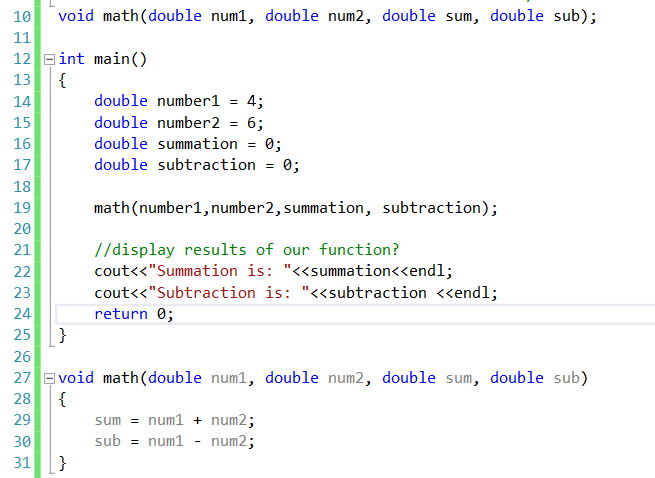 10 void math(double num1, double num2, double sum, double sub);
11
12 int main()
13 {
14 double number1 = 4;
15 double number2 = 6;
16 double summation = 0;
17 double subtraction = 0;
18
19 math(number1,number2,summation, subtraction);
20
21 //display results of our function?
22 cout<<"Summation is: "<<summation<<endl;
23 cout<<"Subtraction is: "<<subtraction <<endl;
24 return 0;
25 }
26
27 void math(double num1, double num2, double sum, double sub)
28 {
29 sum = num1 + num2;
30 sub = num1 - num2;
31 }